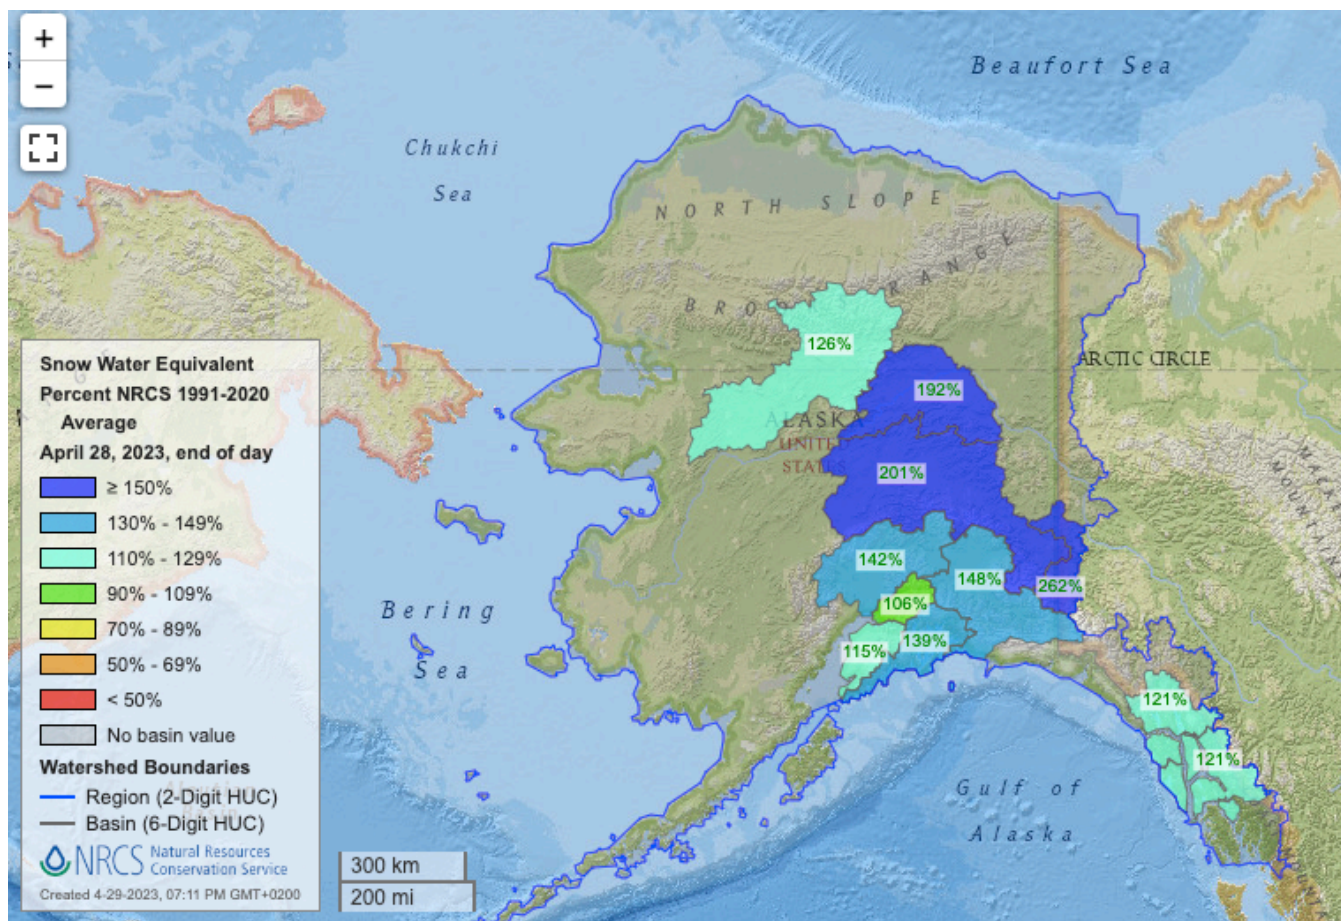 +
−
Beaufort Sea
Chukchi
Sea
NORTH SLOPE
BROOKS RANGE
126%
ARCTIC CIRCLE
192%
ALASKA
UNITED
STATES
201%
142%
148%
262%
106%
139%
115%
Bering
Sea
121%
121%
Gulf of
Alaska
Snow Water Equivalent
Percent NRCS 1991-2020
Average
April 28, 2023, end of day
≥ 150%
130% - 149%
110% - 129%
90% - 109%
70% - 89%
50% - 69%
< 50%
No basin value
Watershed Boundaries
Region (2-Digit HUC)
Basin (6-Digit HUC)
NRCS Natural Resources
Conservation Service
Created 4-29-2023, 07:11 PM GMT+0200
300 km
200 mi